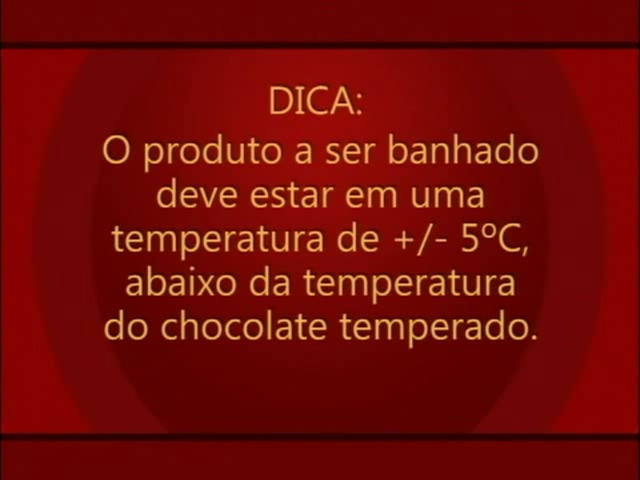 DICA:
O produto a ser banhado
deve estar em uma
temperatura de +/- 5ºC,
abaixo da temperatura
do chocolate temperado.